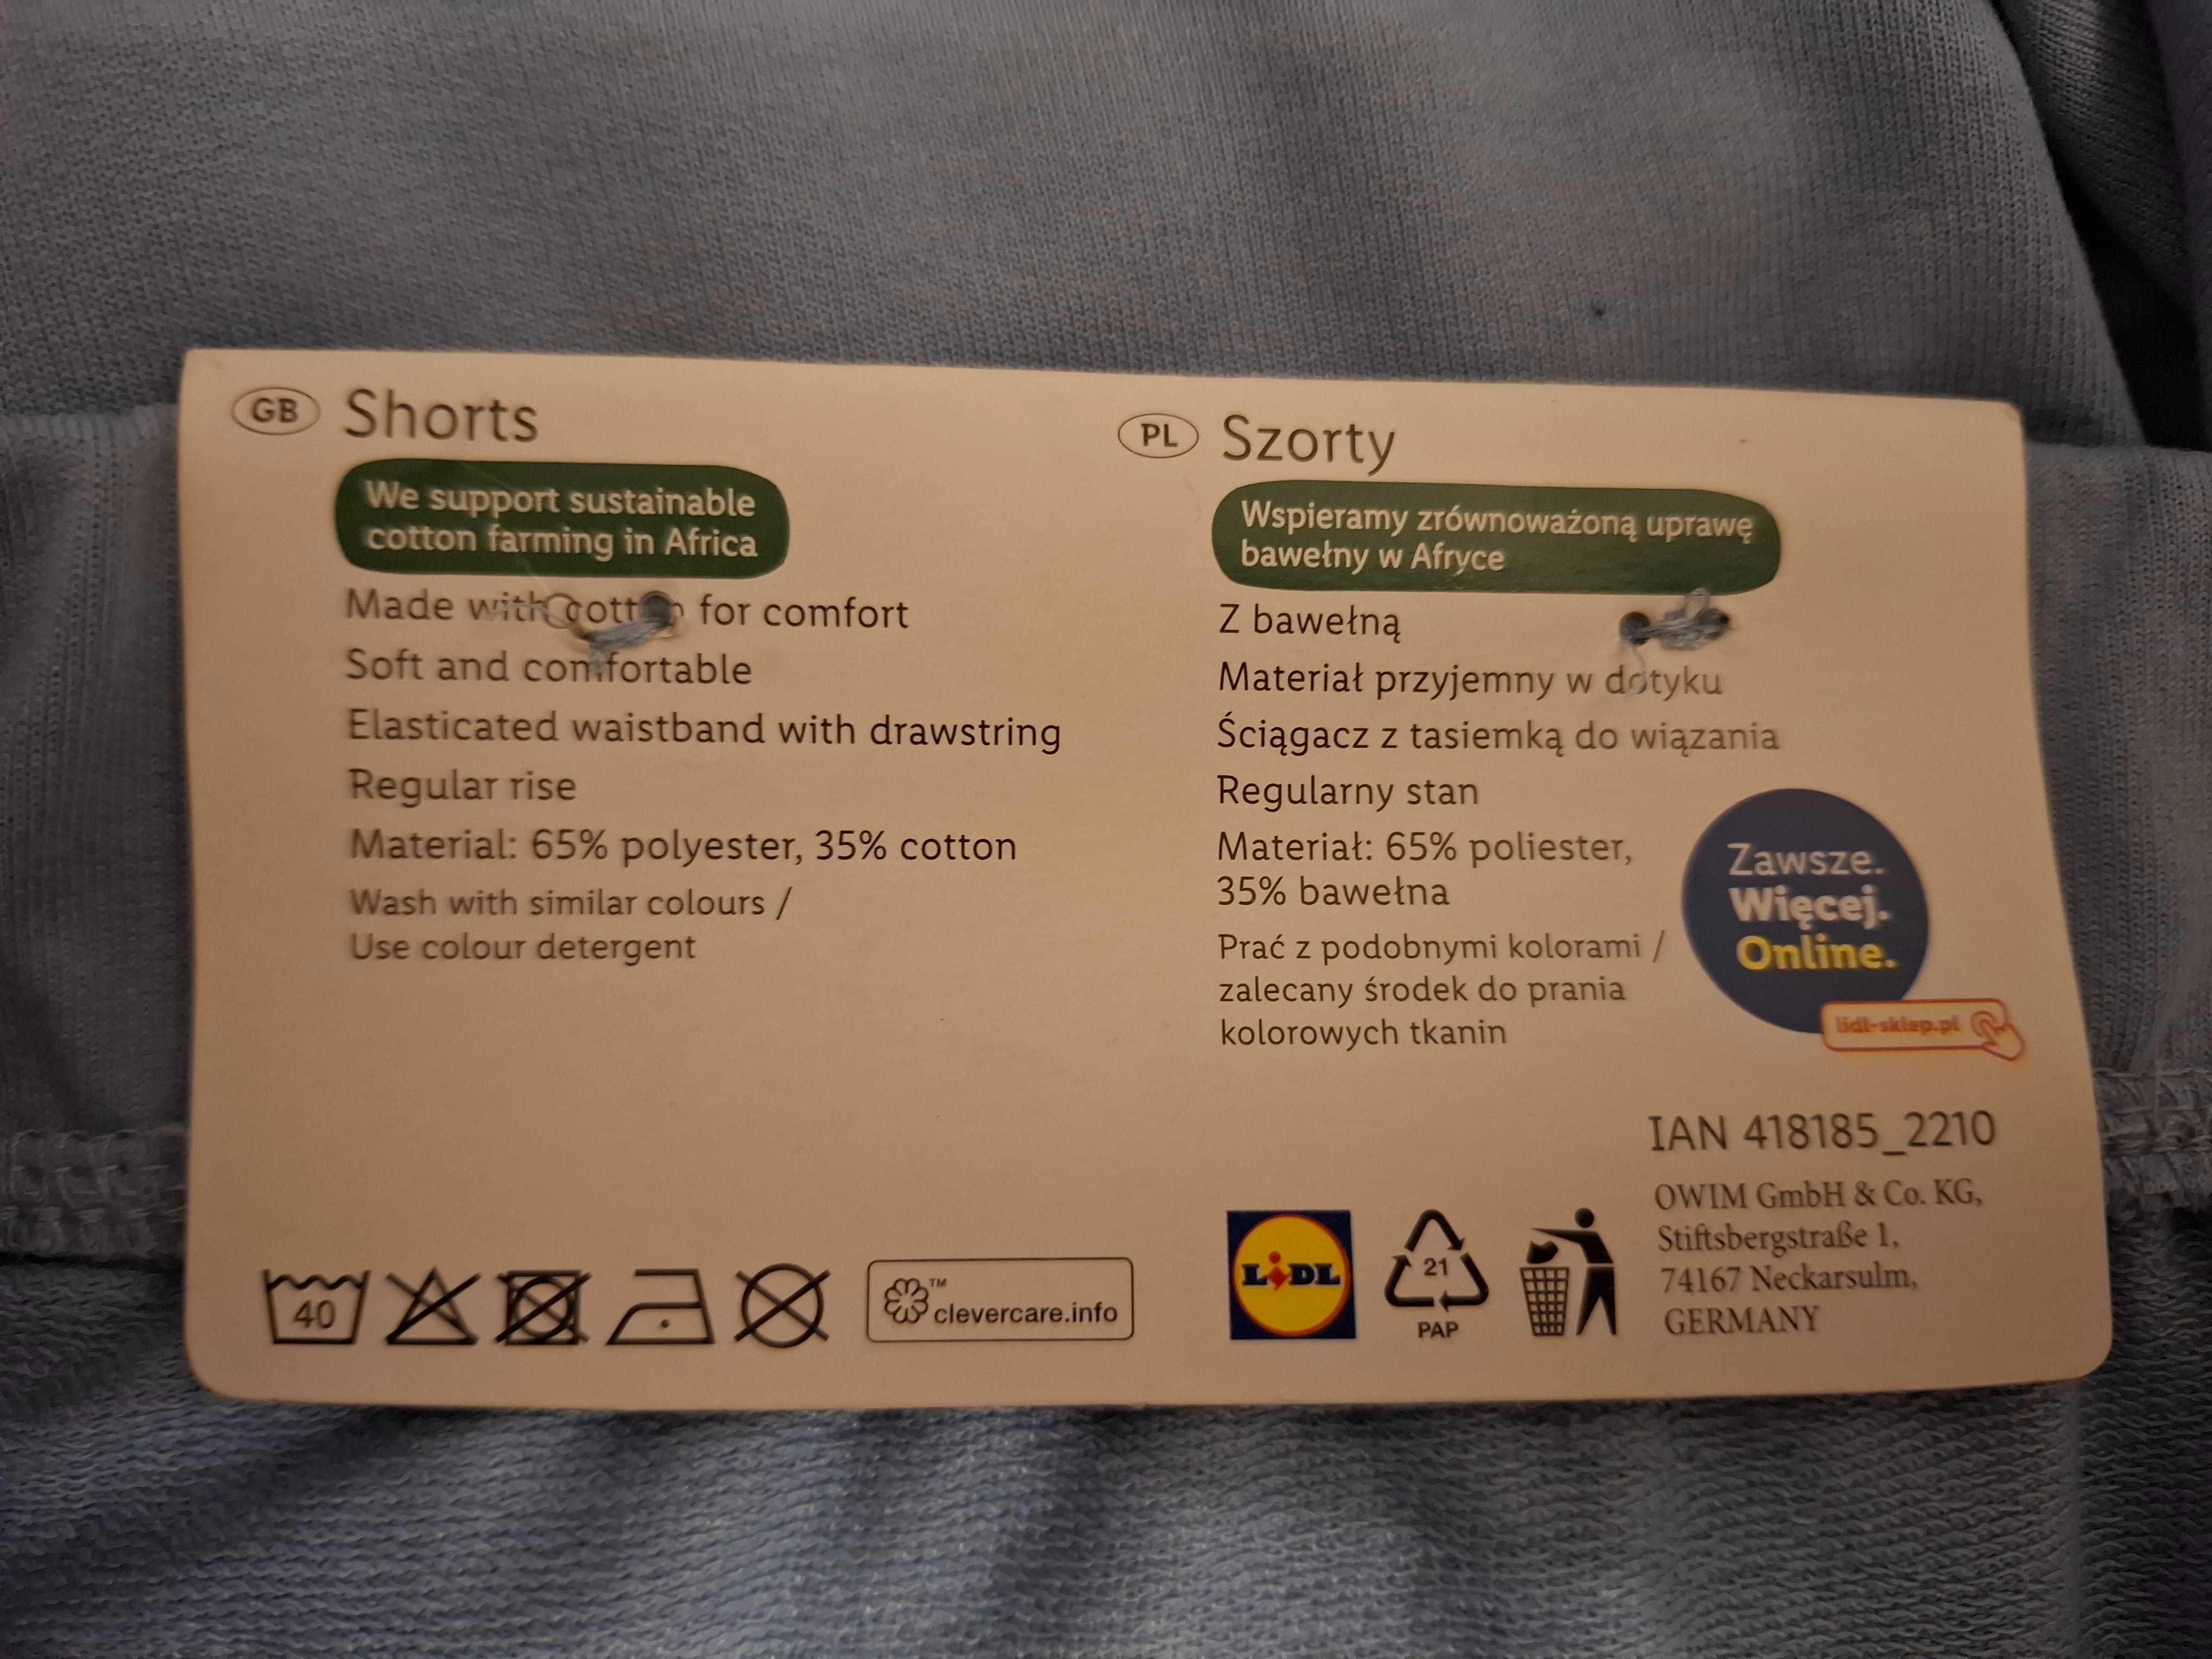 GB Shorts
We support sustainable
cotton farming in Africa
Made with cotton for comfort
Soft and comfortable
Elasticated waistband with drawstring
Regular rise
Material: 65% polyester, 35% cotton
Wash with similar colours /
Use colour detergent
40
™
clevercare.info
PL Szorty
Wspieramy zrównoważoną uprawę
bawełny w Afryce
Z bawełną
Materiał przyjemny w dotyku
Ściągacz z tasiemką do wiązania
Regularny stan
Materiał: 65% poliester,
35% bawełna
Prać z podobnymi kolorami /
zalecany środek do prania
kolorowych tkanin
Zawsze.
Więcej.
Online.
lidl-sklep.pl
IAN 418185_2210
OWIM GmbH & Co. KG,
Stiftsbergstraße 1,
74167 Neckarsulm,
GERMANY
LIDL
21
PAP